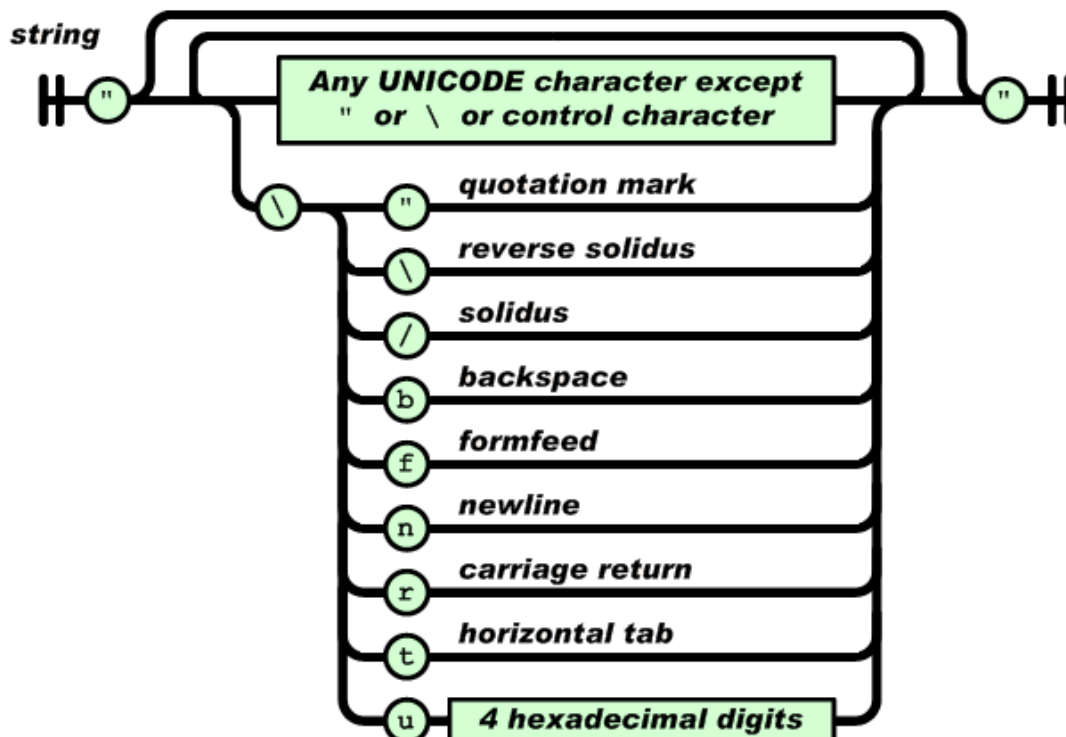 string
" Any UNICODE character except "
" or \ or control character
\ " quotation mark
\ reverse solidus
/ solidus
b backspace
f formfeed
n newline
r carriage return
t horizontal tab
u 4 hexadecimal digits